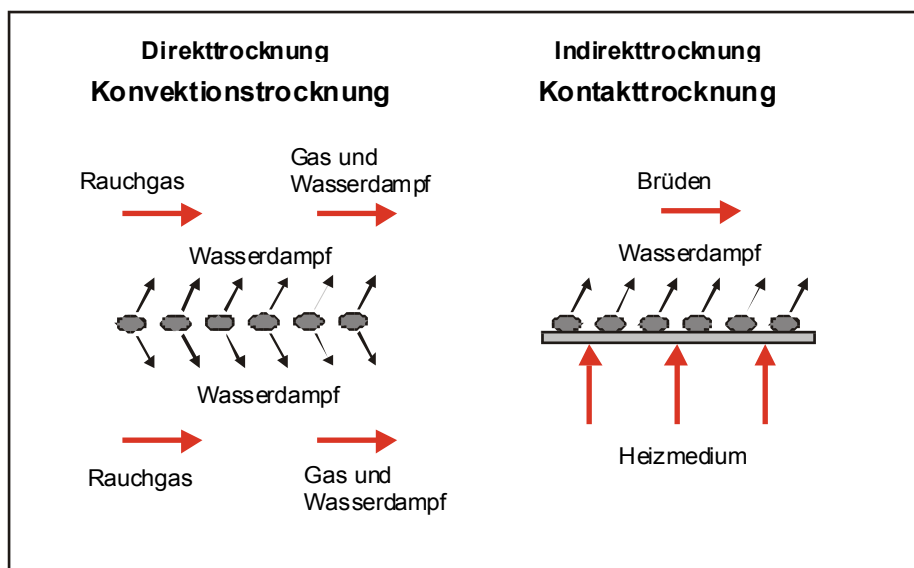 Direkttrocknung
Konvektionstrocknung
Rauchgas
Gas und
Wasserdampf
Wasserdampf
Wasserdampf
Rauchgas
Gas und
Wasserdampf
Indirekttrocknung
Kontakttrocknung
Brüden
Wasserdampf
Heizmedium